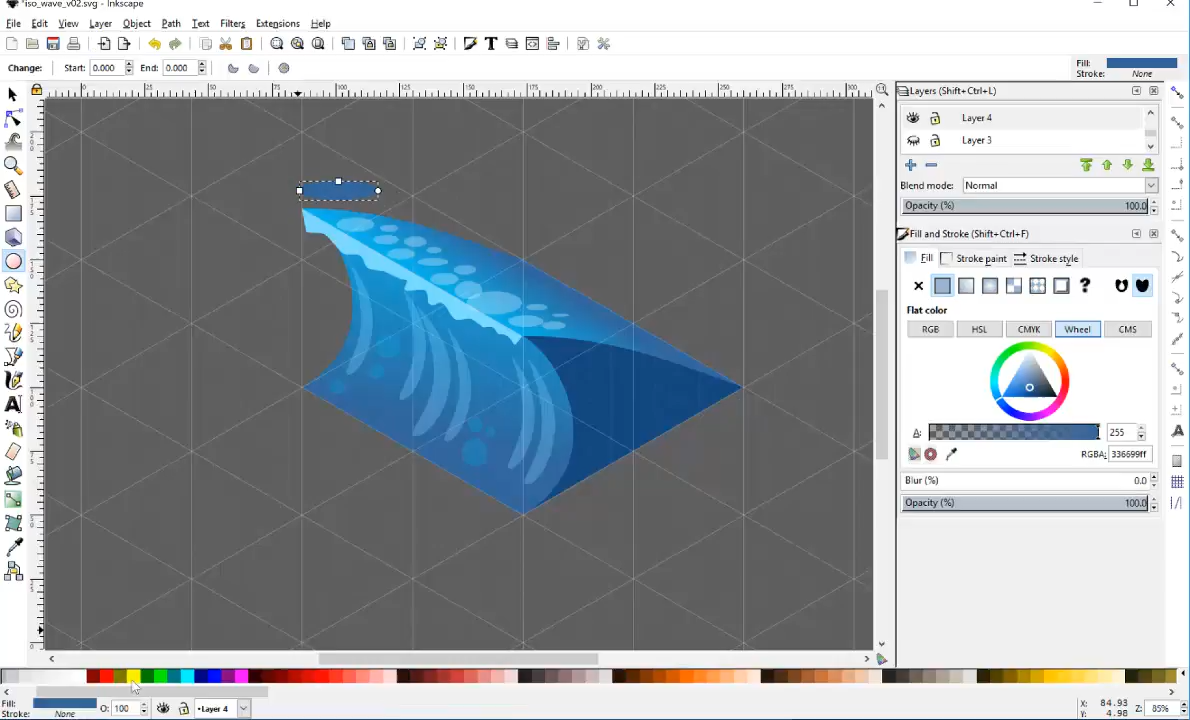 *iso_wave_v02.svg - Inkscape
File Edit View Layer Object Path Text Filters Extensions Help
Change: Start: 0.000 End: 0.000
Fill:
Stroke: None
Layers (Shift+Ctrl+L)
Layer 4
Layer 3
Blend mode: Normal
Opacity (%) 100.0
Fill and Stroke (Shift+Ctrl+F)
Fill Stroke paint Stroke style
Flat color
RGB HSL CMYK Wheel CMS
A: 255
RGBA: 336699ff
Blur (%) 0.0
Opacity (%) 100.0
Fill:
Stroke: None
O: 100
•Layer 4
X: 84.93
Y: 4.98
Z: 85%